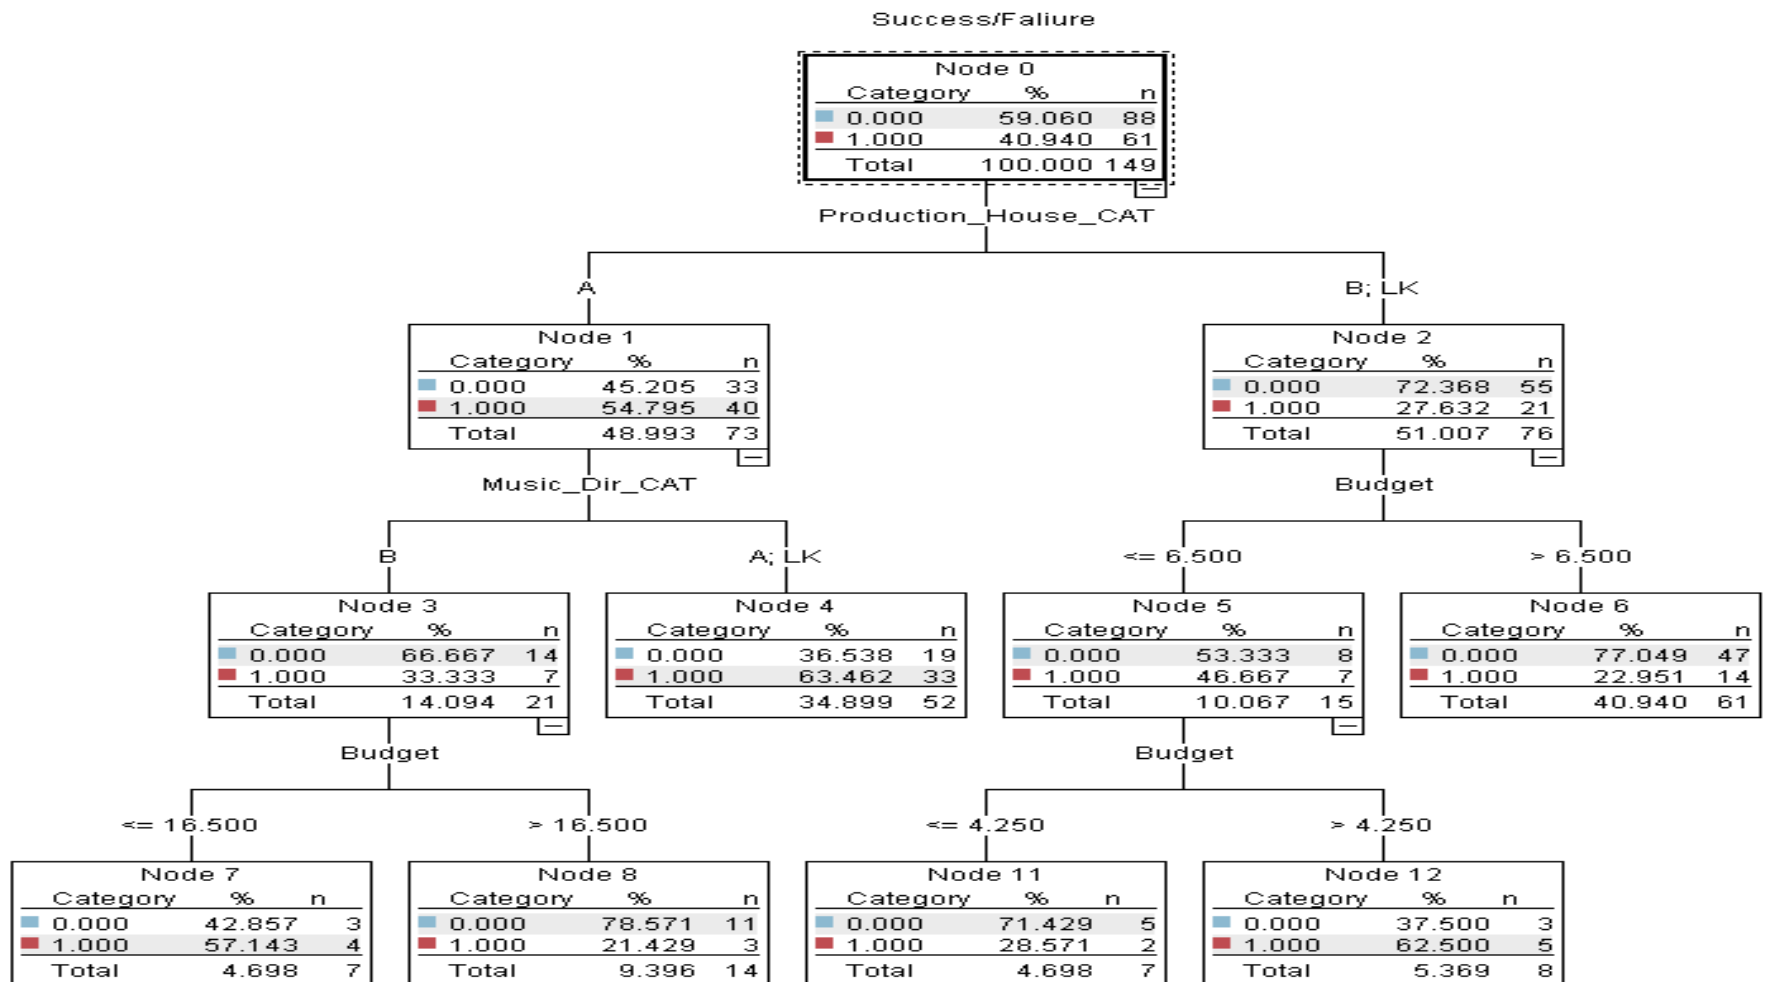 Success/Faliure
Node 0
Category % n
0.000 59.060 88
1.000 40.940 61
Total 100.000 149
Production_House_CAT
A
B; LK
Node 1
Category % n
0.000 45.205 33
1.000 54.795 40
Total 48.993 73
Node 2
Category % n
0.000 72.368 55
1.000 27.632 21
Total 51.007 76
Music_Dir_CAT
Budget
B
A; LK
<= 6.500
> 6.500
Node 3
Category % n
0.000 66.667 14
1.000 33.333 7
Total 14.094 21
Node 4
Category % n
0.000 36.538 19
1.000 63.462 33
Total 34.899 52
Node 5
Category % n
0.000 53.333 8
1.000 46.667 7
Total 10.067 15
Node 6
Category % n
0.000 77.049 47
1.000 22.951 14
Total 40.940 61
Budget
Budget
<= 16.500
> 16.500
<= 4.250
> 4.250
Node 7
Category % n
0.000 42.857 3
1.000 57.143 4
Total 4.698 7
Node 8
Category % n
0.000 78.571 11
1.000 21.429 3
Total 9.396 14
Node 11
Category % n
0.000 71.429 5
1.000 28.571 2
Total 4.698 7
Node 12
Category % n
0.000 37.500 3
1.000 62.500 5
Total 5.369 8